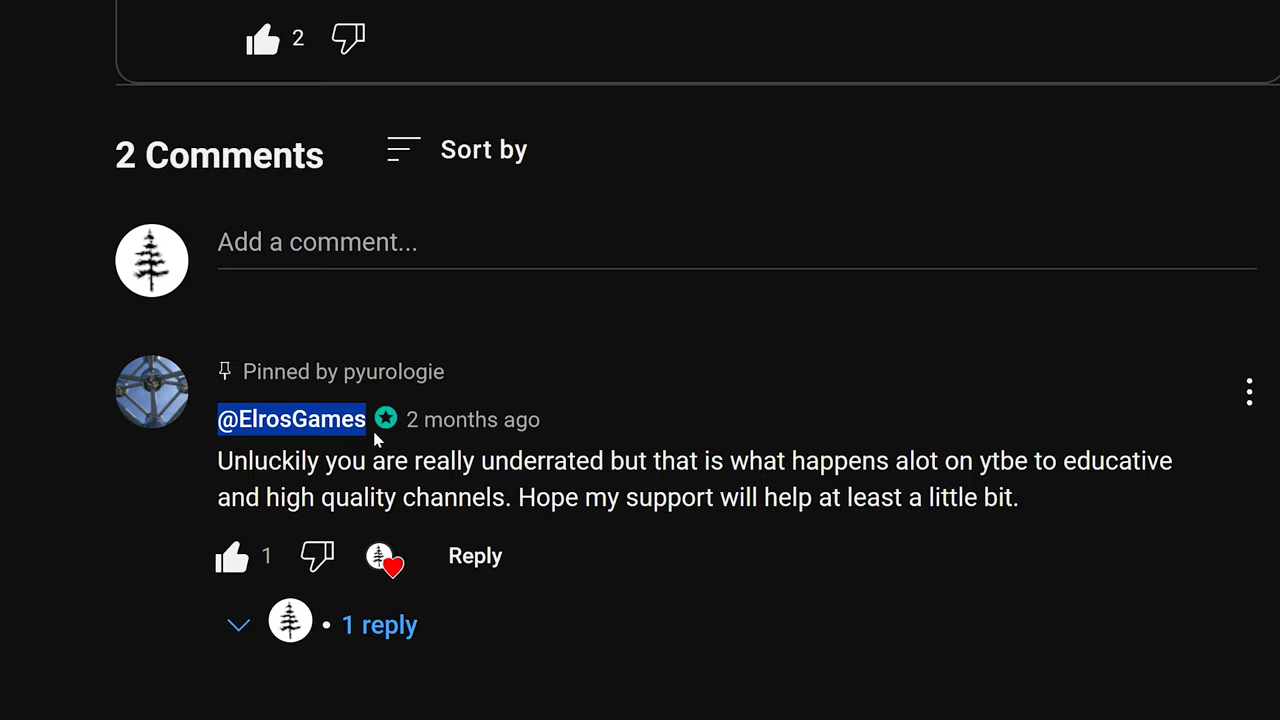 2
2 Comments
Sort by
Add a comment...
Pinned by pyurologie
@ElrosGames 2 months ago
Unluckily you are really underrated but that is what happens alot on ytbe to educative
and high quality channels. Hope my support will help at least a little bit.
1
Reply
• 1 reply